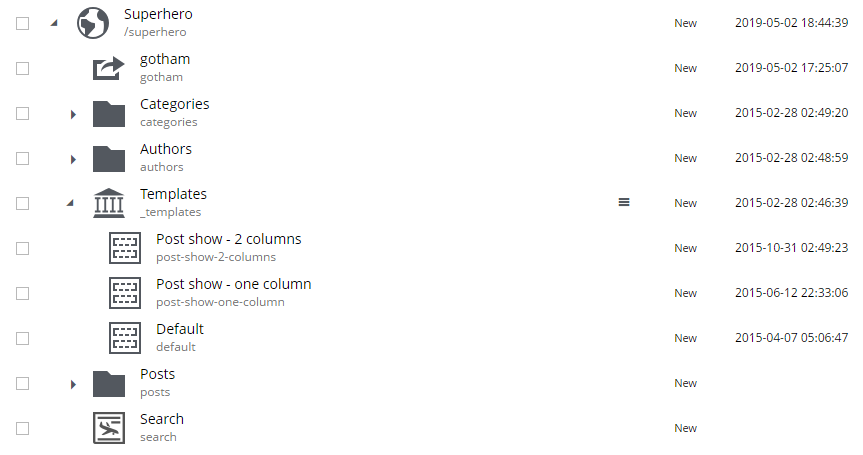 Superhero New 2019-05-02 18:44:39
/superhero
gotham New 2019-05-02 17:25:07
gotham
Categories New 2015-02-28 02:49:20
categories
Authors New 2015-02-28 02:48:59
authors
Templates New 2015-02-28 02:46:39
_templates
Post show - 2 columns New 2015-10-31 02:49:23
post-show-2-columns
Post show - one column New 2015-06-12 22:33:06
post-show-one-column
Default New 2015-04-07 05:06:47
default
Posts New
posts
Search New
search